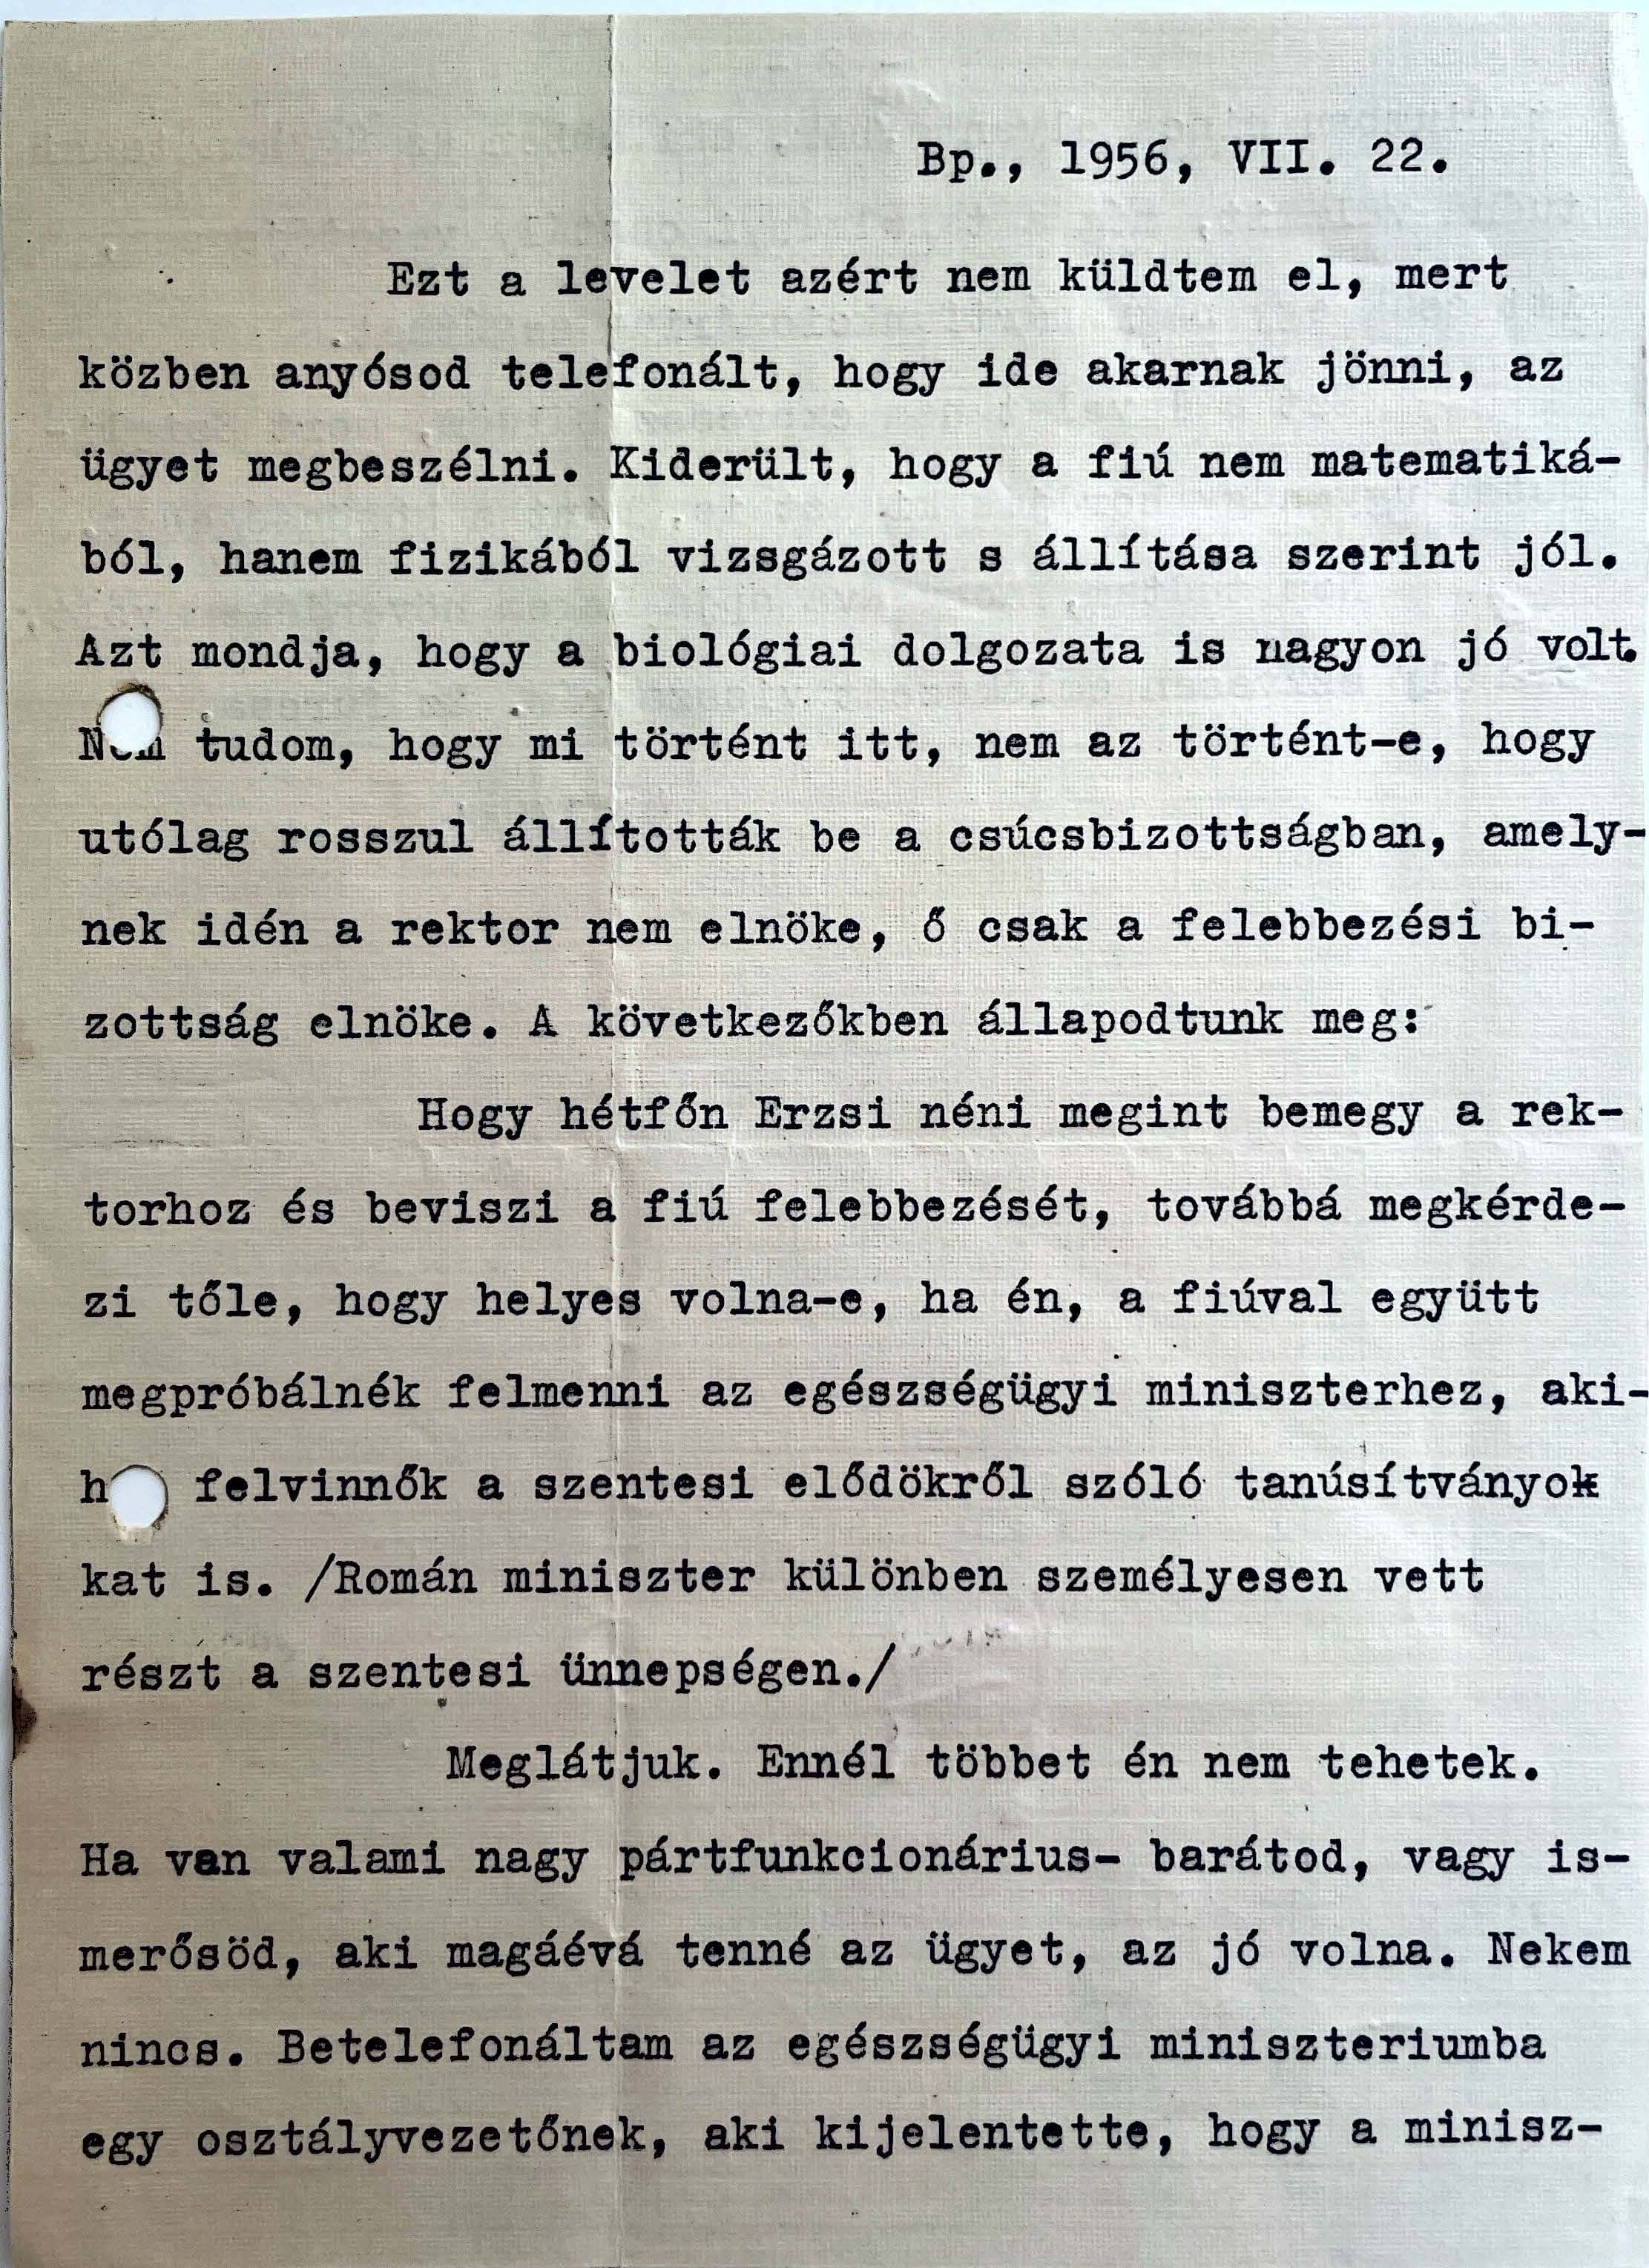 Bp., 1956, VII. 22.
Ezt a levelet azért nem küldtem el, mert
közben anyósod telefonált, hogy ide akarnak jönni, az
ügyet megbeszélni. Kiderült, hogy a fiú nem matematiká-
ból, hanem fizikából vizsgázott s állítása szerint jól.
Azt mondja, hogy a biológiai dolgozata is nagyon jó volt.
Nem tudom, hogy mi történt itt, nem az történt-e, hogy
utólag rosszul állították be a csúcsbizottságban, amely-
nek idén a rektor nem elnöke, ő csak a felebbezési bi-
zottság elnöke. A következőkben állapodtunk meg:
Hogy hétfőn Erzsi néni megint bemegy a rek-
torhoz és beviszi a fiú felebbezését, továbbá megkérde-
zi tőle, hogy helyes volna-e, ha én, a fiúval együtt
megpróbálnék felmenni az egészségügyi miniszterhez, aki-
felvinnők a szentesi elődökről szóló tanúsítványok
kat is. /Román miniszter különben személyesen vett
részt a szentesi ünnepségen./
Meglátjuk. Ennél többet én nem tehetek.
Ha van valami nagy pártfunkcionárius- barátod, vagy is-
merősöd, aki magáévá tenné az ügyet, az jó volna. Nekem
nincs. Betelefonáltam az egészségügyi miniszteriumba
egy osztályvezetőnek, aki kijelentette, hogy a minisz-